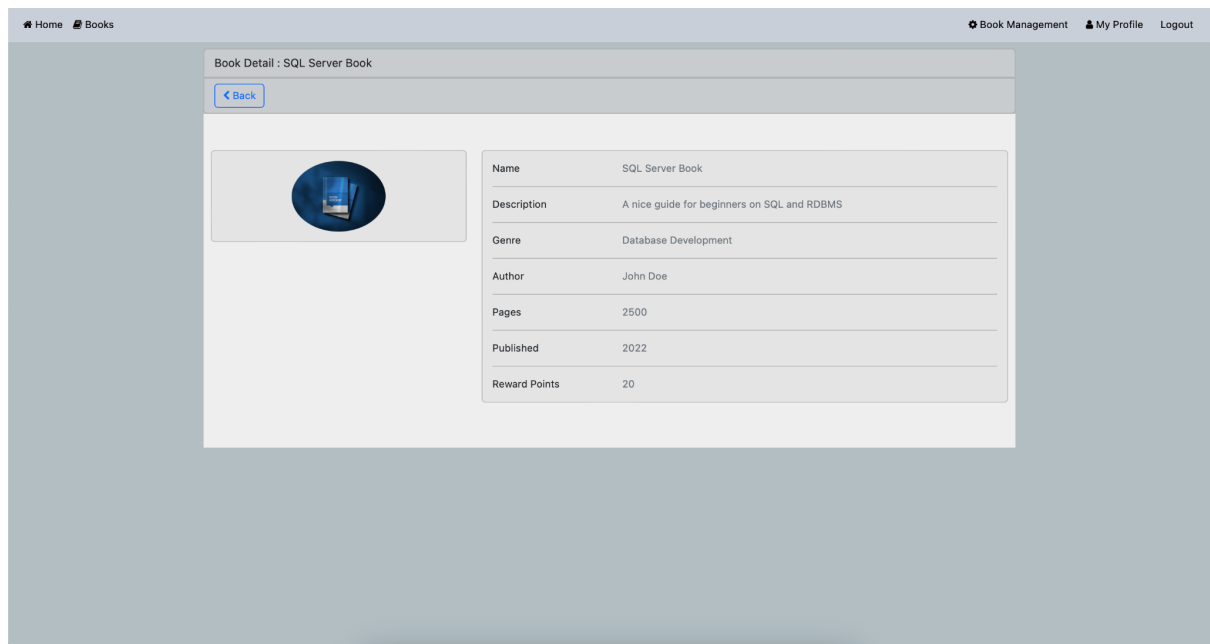 Home Books Book Management My Profile Logout
Book Detail : SQL Server Book
Back
Name SQL Server Book
Description A nice guide for beginners on SQL and RDBMS
Genre Database Development
Author John Doe
Pages 2500
Published 2022
Reward Points 20